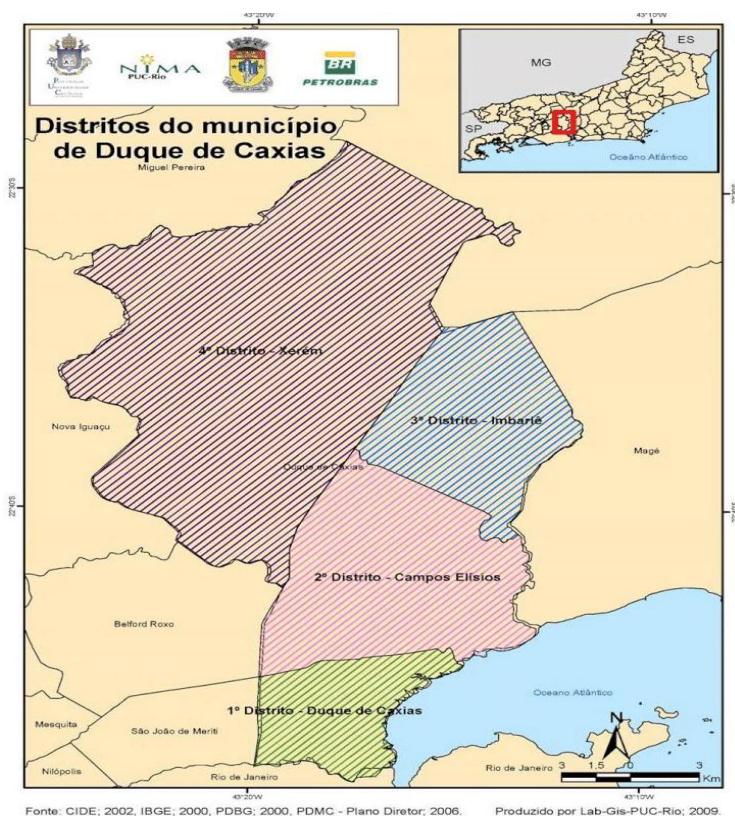 43°20'W
43°10'W
NIMA
PUC-Rio
BR
PETROBRAS
MG
ES
SP
Oceâno Atlântico
Distritos do município
de Duque de Caxias
Miguel Pereira
22°30'S
4º Distrito - Xerém
3º Distrito - Imbariê
Nova Iguaçu
Magé
Duque de Caxias
22°40'S
2º Distrito - Campos Elísios
Belford Roxo
Oceano Atlântico
1º Distrito - Duque de Caxias
N
Mesquita
São João de Meriti
Nilópolis
Rio de Janeiro
Rio de Janeiro
3 1,5 0 3
Km
43°20'W
43°10'W
Fonte: CIDE; 2002, IBGE; 2000, PDBG; 2000, PDMC - Plano Diretor; 2006.
Produzido por Lab-Gis-PUC-Rio; 2009.